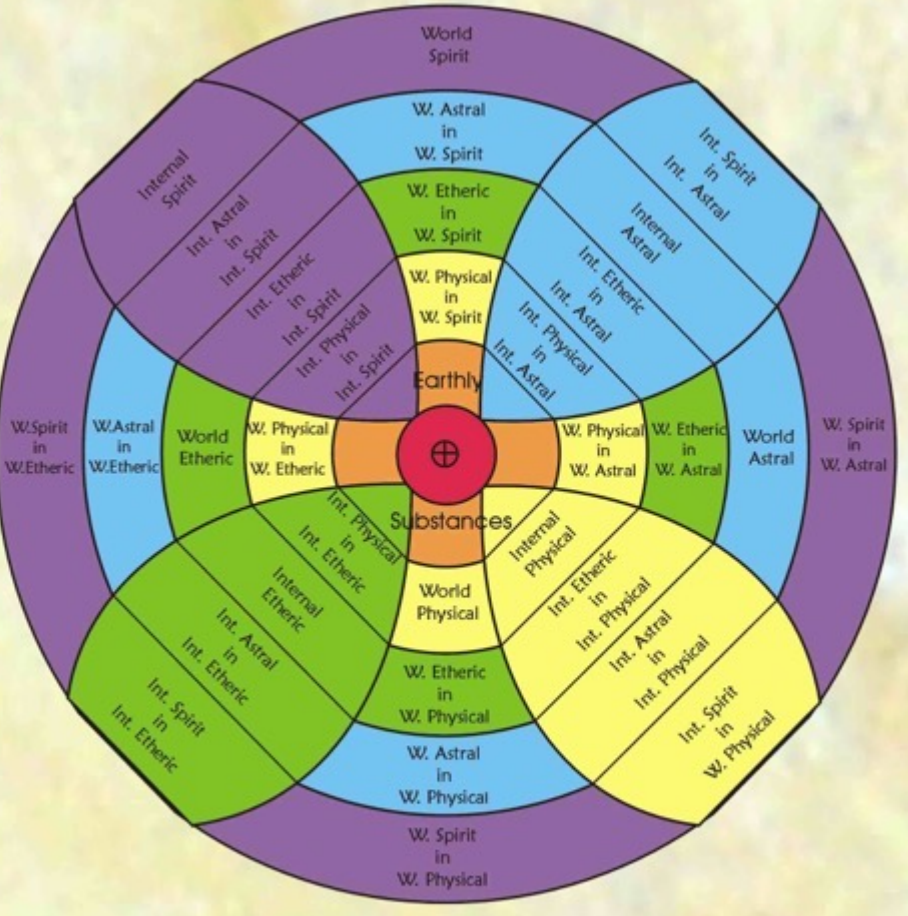 World
Spirit
W. Astral
in
W. Spirit
W. Etheric
in
W. Spirit
W. Physical
in
W. Spirit
Internal
Spirit
Int. Astral
in
Int. Spirit
Int. Etheric
in
Int. Spirit
Int. Physical
in
Int. Spirit
Int. Spirit
in
Int. Astral
Internal
Astral
Int. Etheric
in
Int. Astral
Int. Physical
in
Int. Astral
Earthly
W.Spirit
in
W.Etheric
W.Astral
in
W.Etheric
World
Etheric
W. Physical
in
W. Etheric
W. Physical
in
W. Astral
W. Etheric
in
W. Astral
World
Astral
W. Spirit
in
W. Astral
Substances
Int. Physical
in
Int. Etheric
Internal
Etheric
Int. Astral
in
Int. Etheric
Int. Spirit
in
Int. Etheric
Internal
Physical
Int. Etheric
in
Int. Physical
Int. Astral
in
Int. Physical
Int. Spirit
in
W. Physical
World
Physical
W. Etheric
in
W. Physical
W. Astral
in
W. Physical
W. Spirit
in
W. Physical